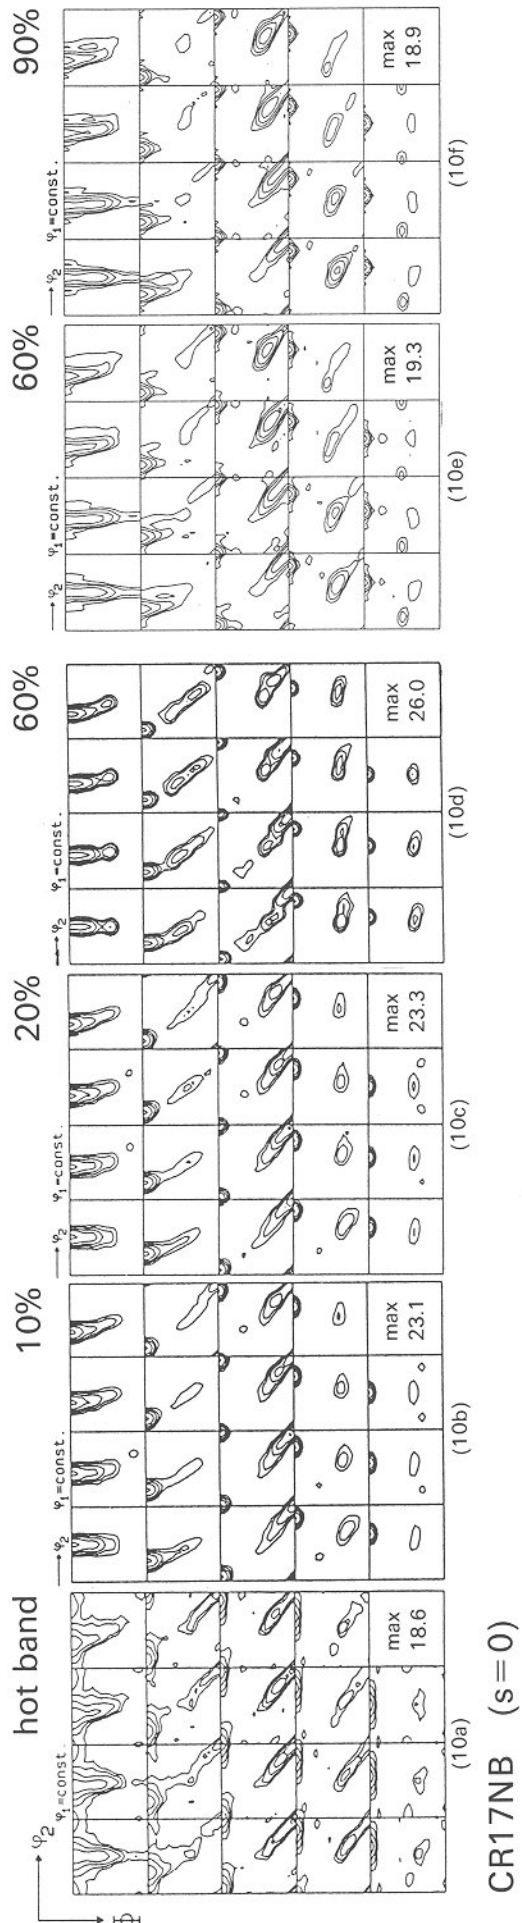 hot band
10%
20%
60%
60%
90%
→ φ₂
φ₁=const.
Φ
→ φ₂ φ₁=const.
→ φ₂ φ₁=const.
→ φ₂ φ₁=const.
→ φ₂ φ₁=const.
→ φ₂ φ₁=const.
max
18.6
max
23.1
max
23.3
max
26.0
max
19.3
max
18.9
(10a)
(10b)
(10c)
(10d)
(10e)
(10f)
CR17NB (s=0)